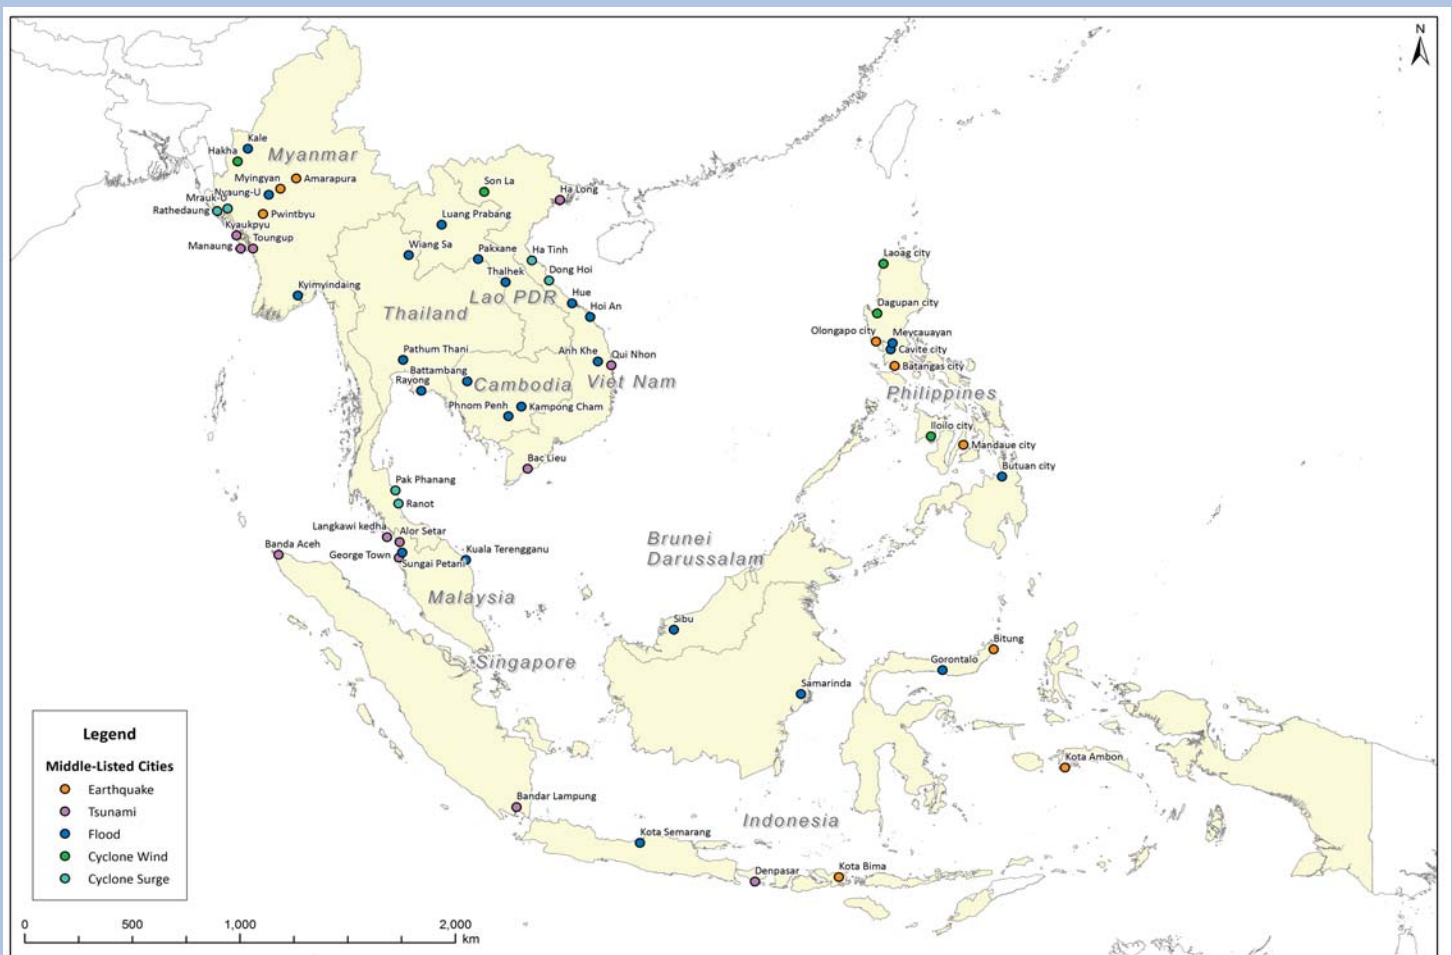 N
Kale
Hakha
Myanmar
Myingyan
Amarapura
Nyaung-U
Mrauk-U
Rathedaung
Pwintbyu
Kyaukpyu
Manaung
Toungup
Kyimyindaing
Son La
Ha Long
Luang Prabang
Wiang Sa
Pakxane
Ha Tinh
Thalhek
Dong Hoi
Lao PDR
Hue
Hoi An
Thailand
Pathum Thani
Battambang
Rayong
Anh Khe
Qui Nhon
Cambodia
Viet Nam
Phnom Penh
Kampong Cham
Bac Lieu
Laoag city
Dagupan city
Olongapo city
Meycauayan
Cavite city
Batangas city
Philippines
Iloilo city
Mandaue city
Butuan city
Pak Phanang
Ranot
Langkawi kedha
Alor Setar
Banda Aceh
George Town
Sungai Petani
Kuala Terengganu
Brunei
Darussalam
Malaysia
Sibu
Singapore
Bitung
Gorontalo
Samarinda
Kota Ambon
Bandar Lampung
Indonesia
Kota Semarang
Denpasar
Kota Bima
Legend
Middle-Listed Cities
Earthquake
Tsunami
Flood
Cyclone Wind
Cyclone Surge
0 500 1,000 2,000
km